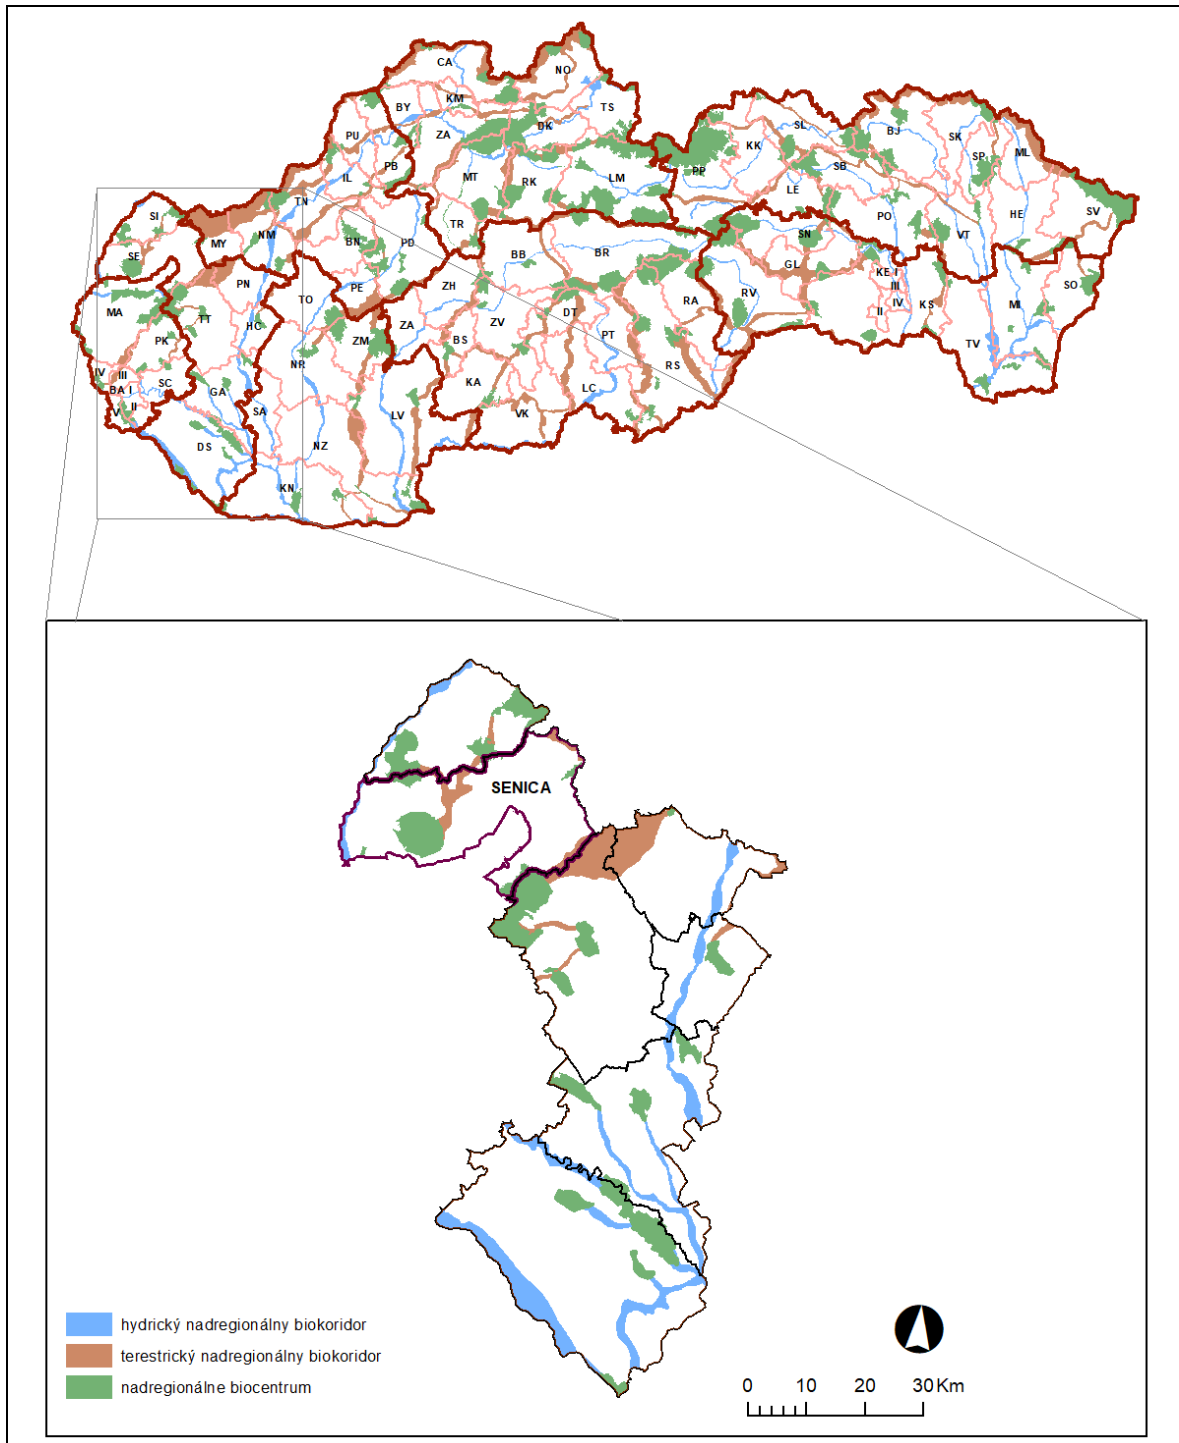 CA
NO
BY
KM
TS
ZA
DK
PU
PB
IL
MT
RK
LM
TN
TR
SI
SE
MY
NM
BN
PD
PE
MA
PN
TO
TT
HC
PK
IV
III
BA
I
SC
V
II
GA
DS
SA
NR
ZM
NZ
KN
LV
ZH
ZA
BB
BR
ZV
DT
BS
PT
KA
VK
LC
RA
RS
PP
KK
SL
LE
SB
BJ
SK
SP
ML
PO
VT
HE
SV
SN
GL
RV
KE
I
III
IV
II
KS
MI
SO
TV
SENICA
hydrický nadregionálny biokoridor
terestrický nadregionálny biokoridor
nadregionálne biocentrum
0 10 20 30 Km